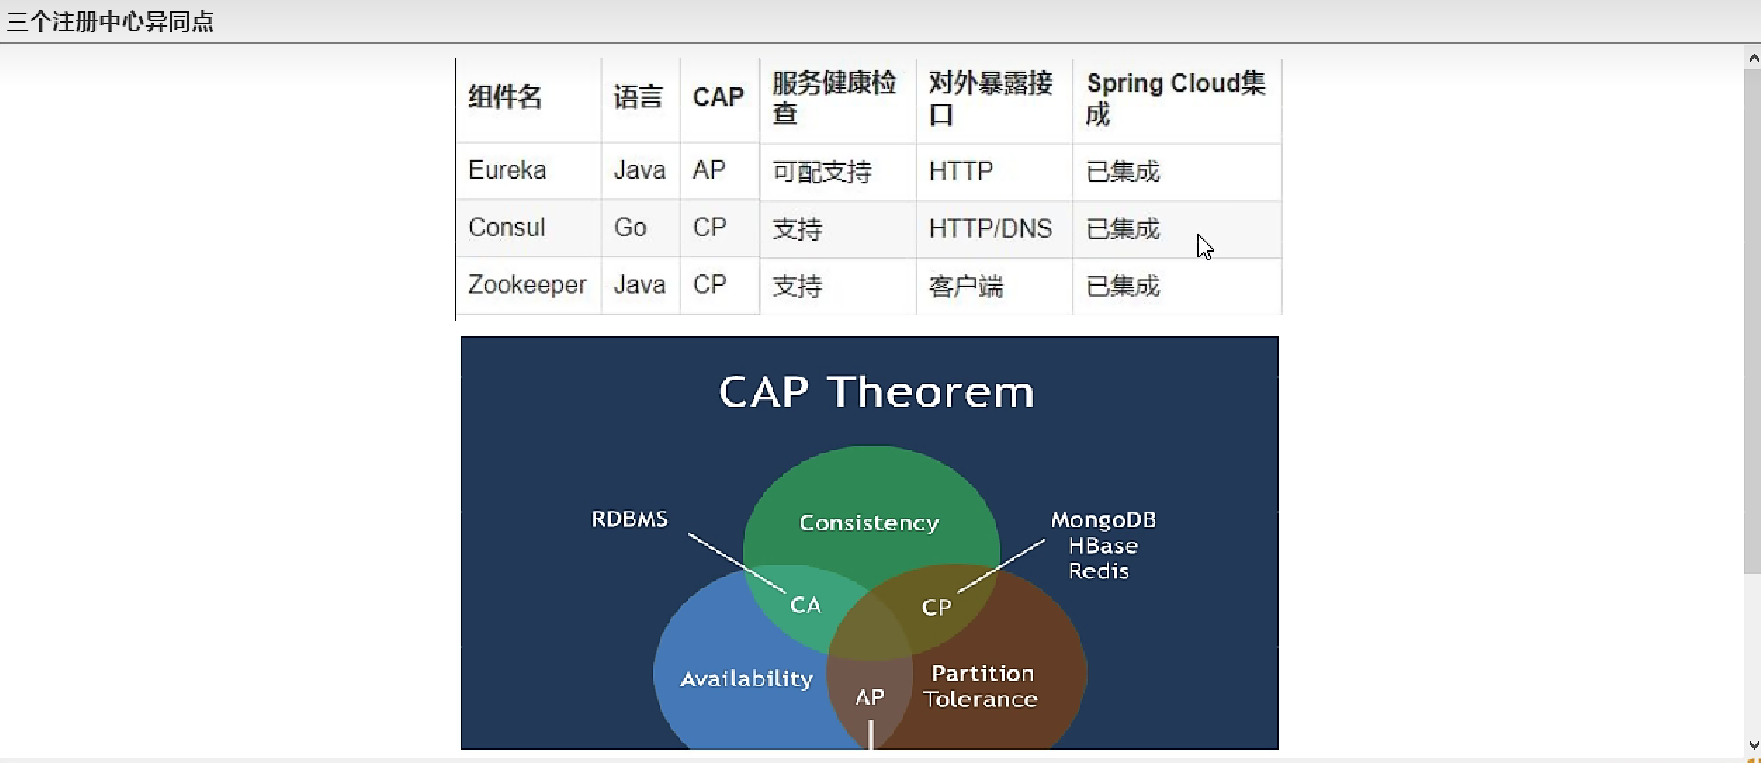 三个注册中心异同点
组件名 语言 CAP 服务健康检查 对外暴露接口 Spring Cloud集成
Eureka Java AP 可配支持 HTTP 已集成
Consul Go CP 支持 HTTP/DNS 已集成
Zookeeper Java CP 支持 客户端 已集成
CAP Theorem
RDBMS
Consistency
MongoDB
HBase
Redis
CA
CP
Availability
AP
Partition
Tolerance